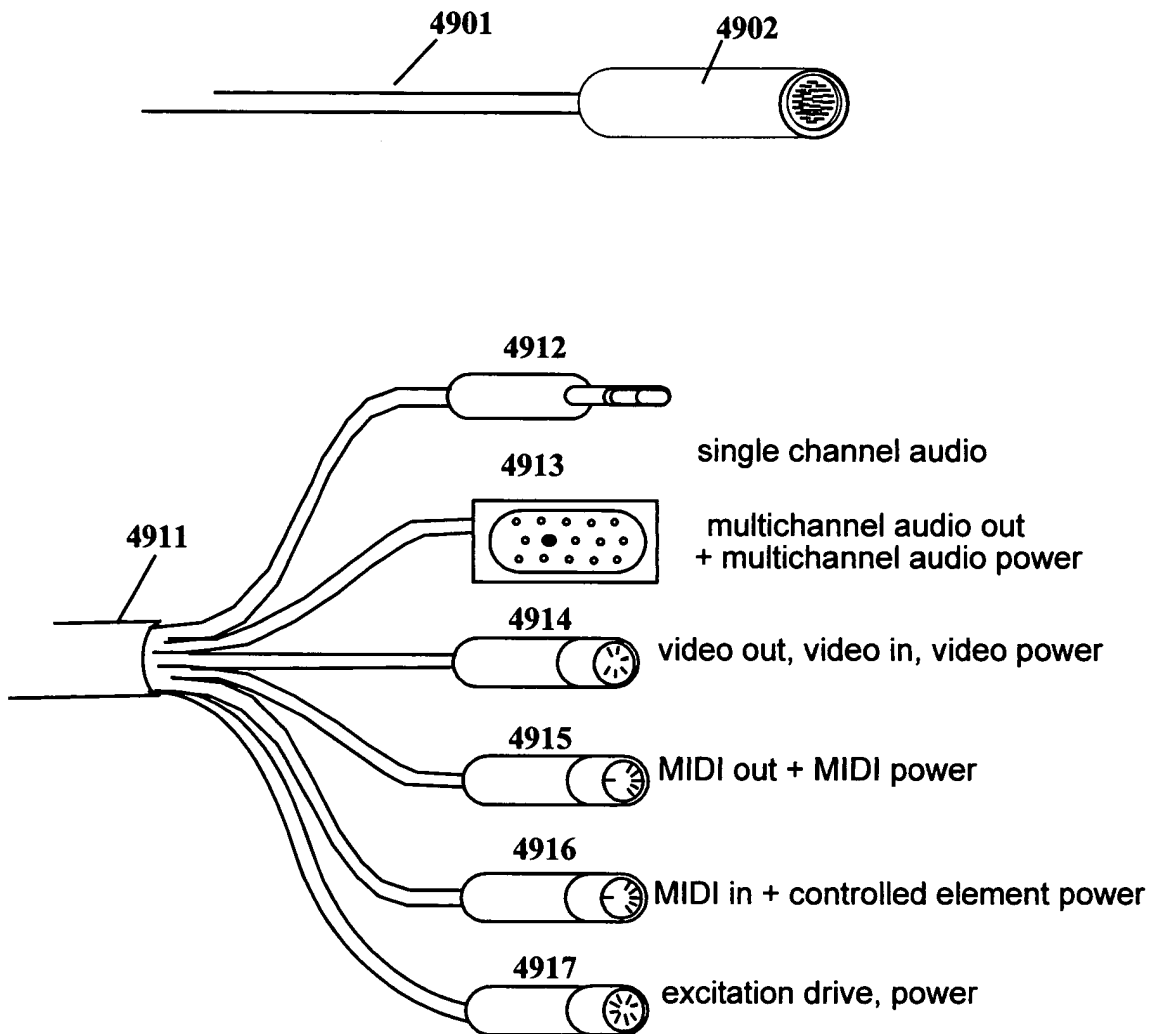 4901
4902
4912
single channel audio
4913
multichannel audio out
+ multichannel audio power
4911
4914
video out, video in, video power
4915
MIDI out + MIDI power
4916
MIDI in + controlled element power
4917
excitation drive, power